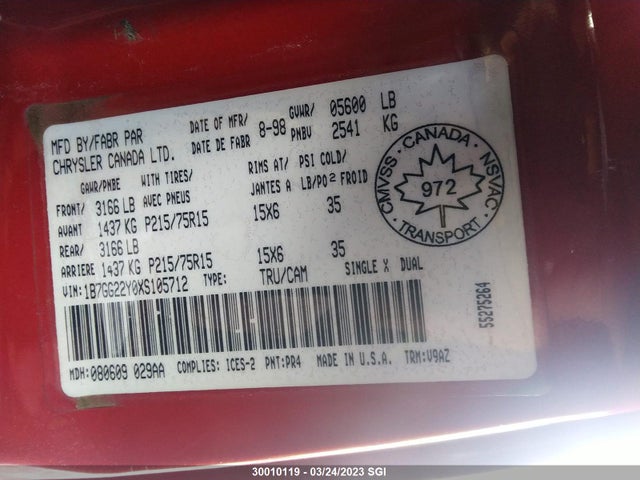 MFD BY/FABR PAR
CHRYSLER CANADA LTD.
DATE OF MFR/
DATE DE FABR 8-98
GVWR/ 05600 LB
PNBV 2541 KG
GAWR/PNBE WITH TIRES/ RIMS AT/ PSI COLD/
AVEC PNEUS JANTES A LB/PO² FROID
FRONT/ 3166 LB
AVANT 1437 KG P215/75R15 15X6 35
REAR/ 3166 LB
ARRIERE 1437 KG P215/75R15 15X6 35
VIN: 1B7GG22Y0XS105712 TYPE: TRU/CAM SINGLE X DUAL
CMVSS · CANADA · NSVAC · TRANSPORT ·
972
55275264
MDH: 080609 029AA COMPLIES: ICES-2 PNT: PR4 MADE IN U.S.A. TRM: V9AZ
30010119 — 03/24/2023 SGI